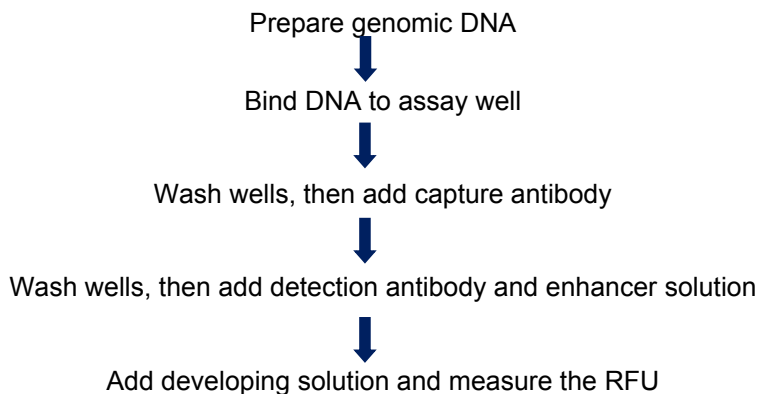 Prepare genomic DNA
Bind DNA to assay well
Wash wells, then add capture antibody
Wash wells, then add detection antibody and enhancer solution
Add developing solution and measure the RFU